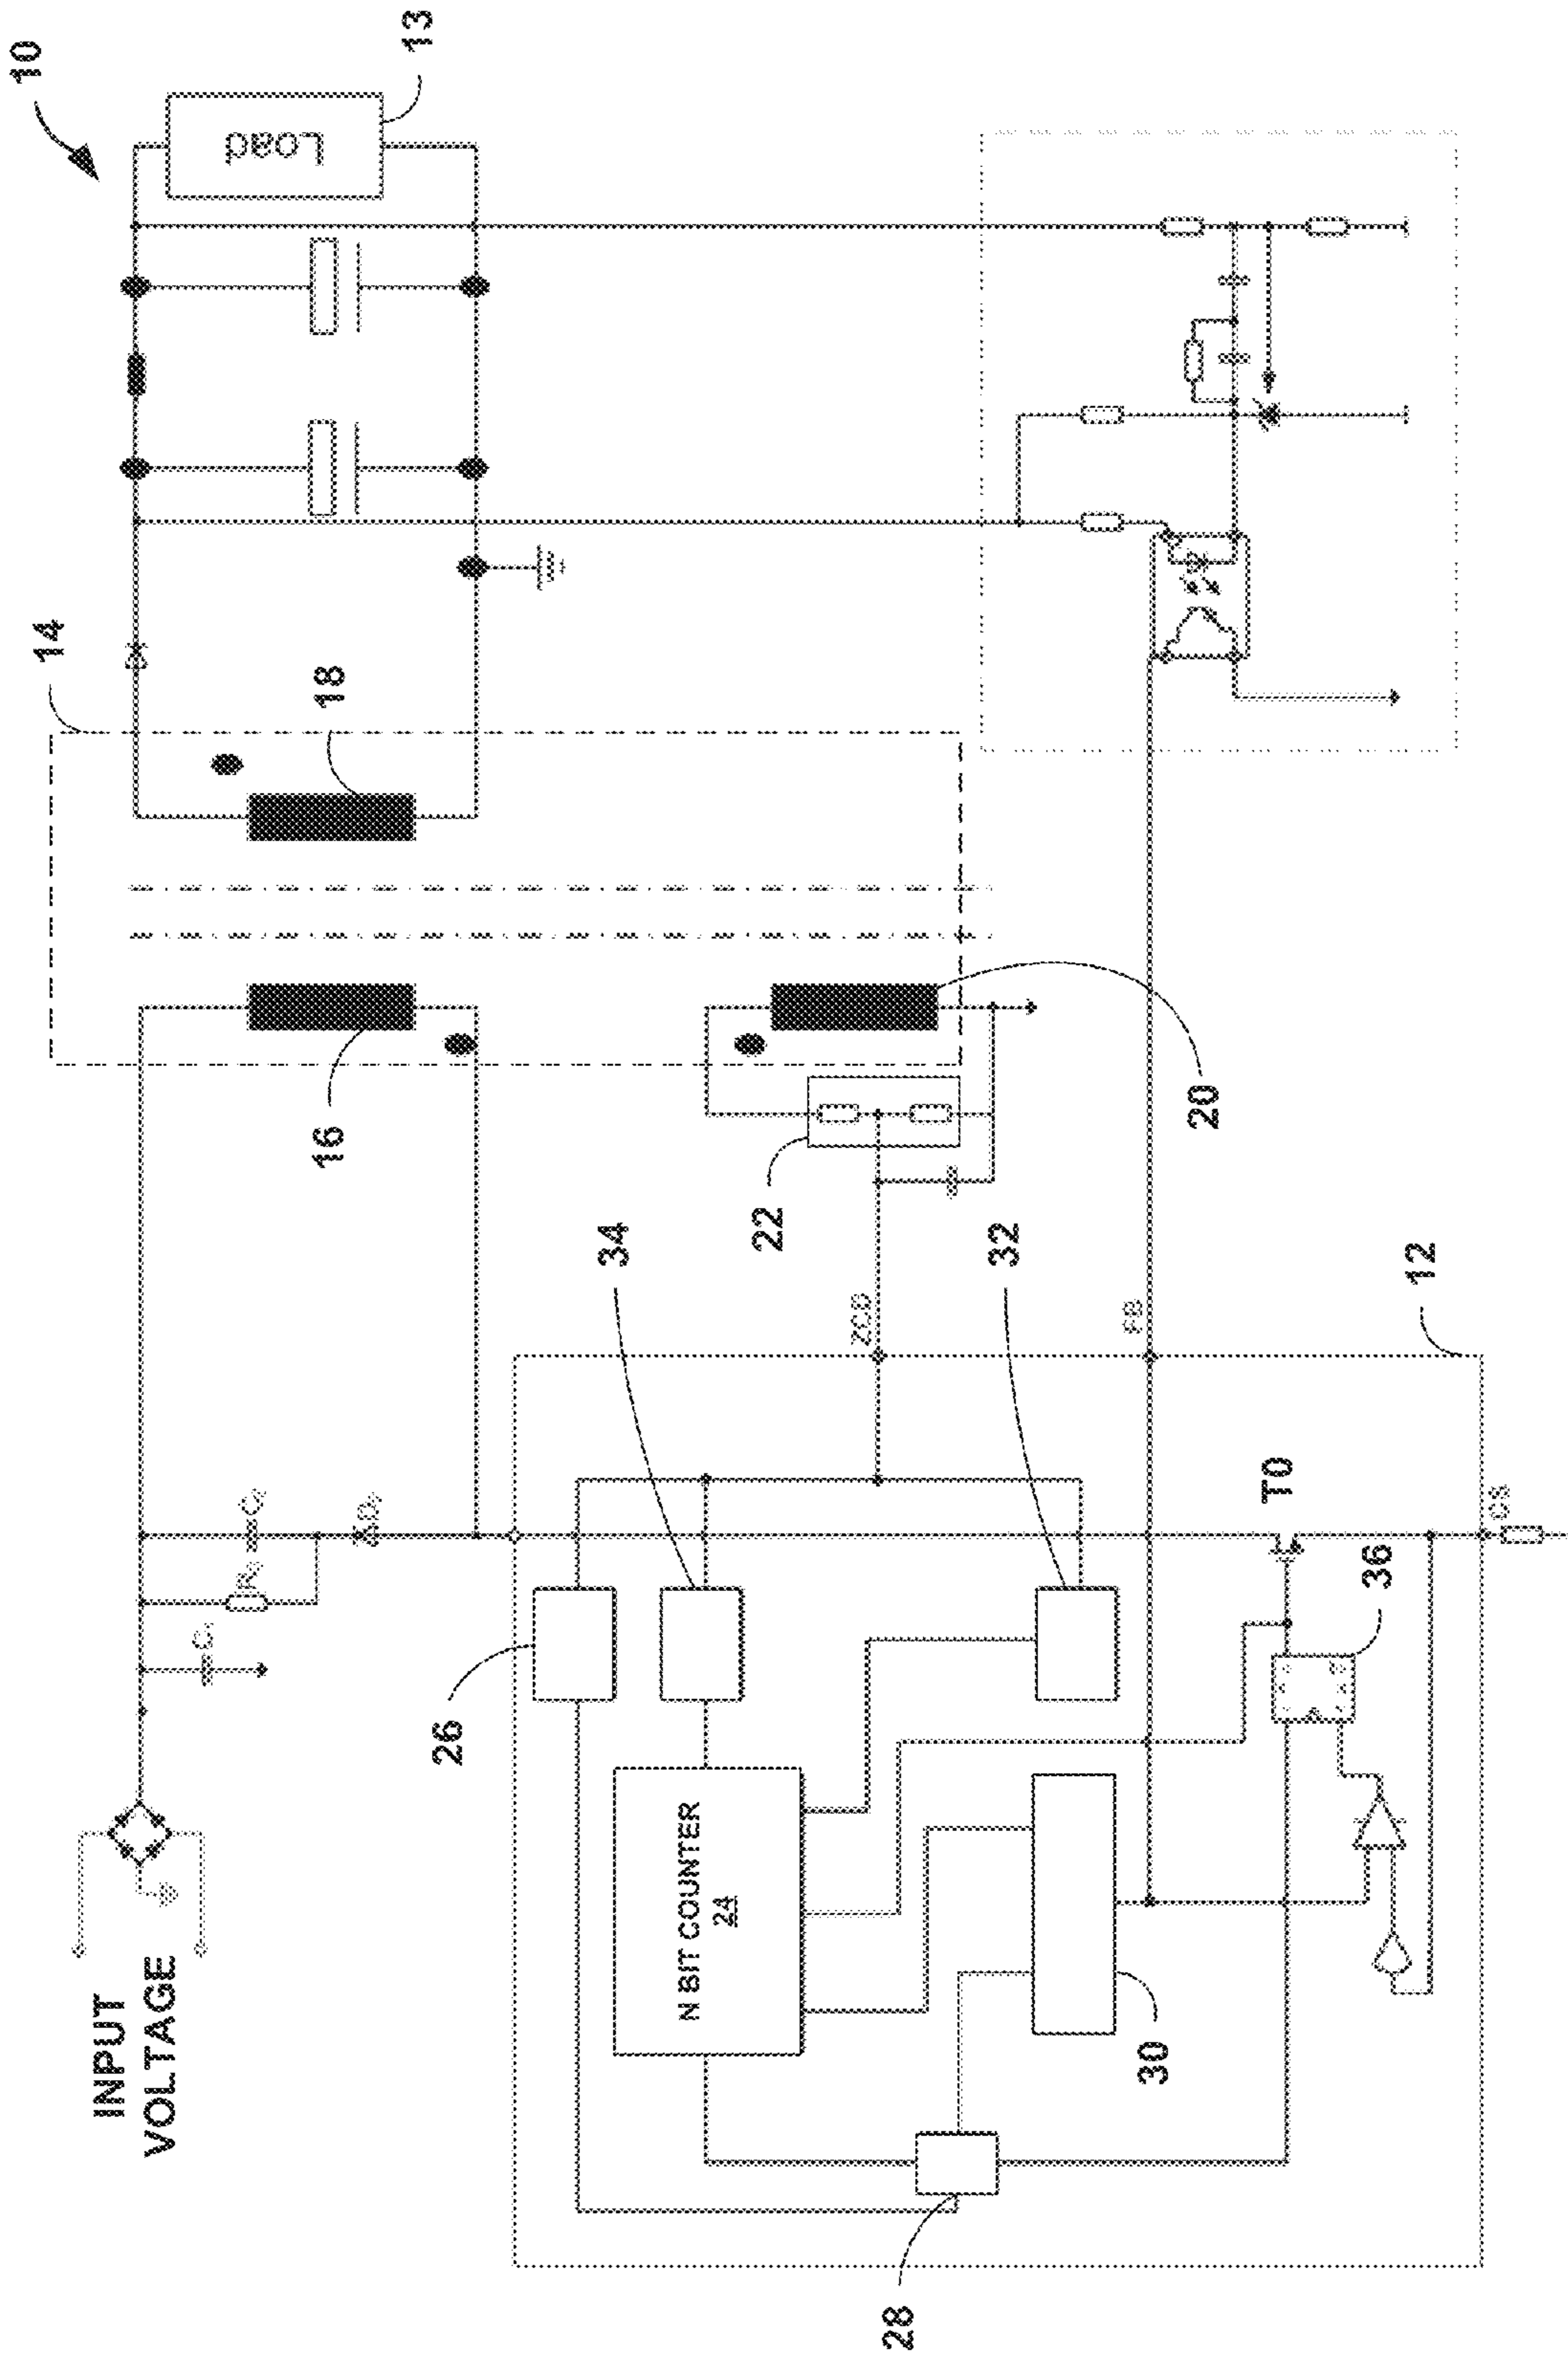 10
13
Load
14
18
16
20
22
34
32
ZCD
FB
12
T0
CS
36
26
N BIT COUNTER
24
30
28
INPUT
VOLTAGE